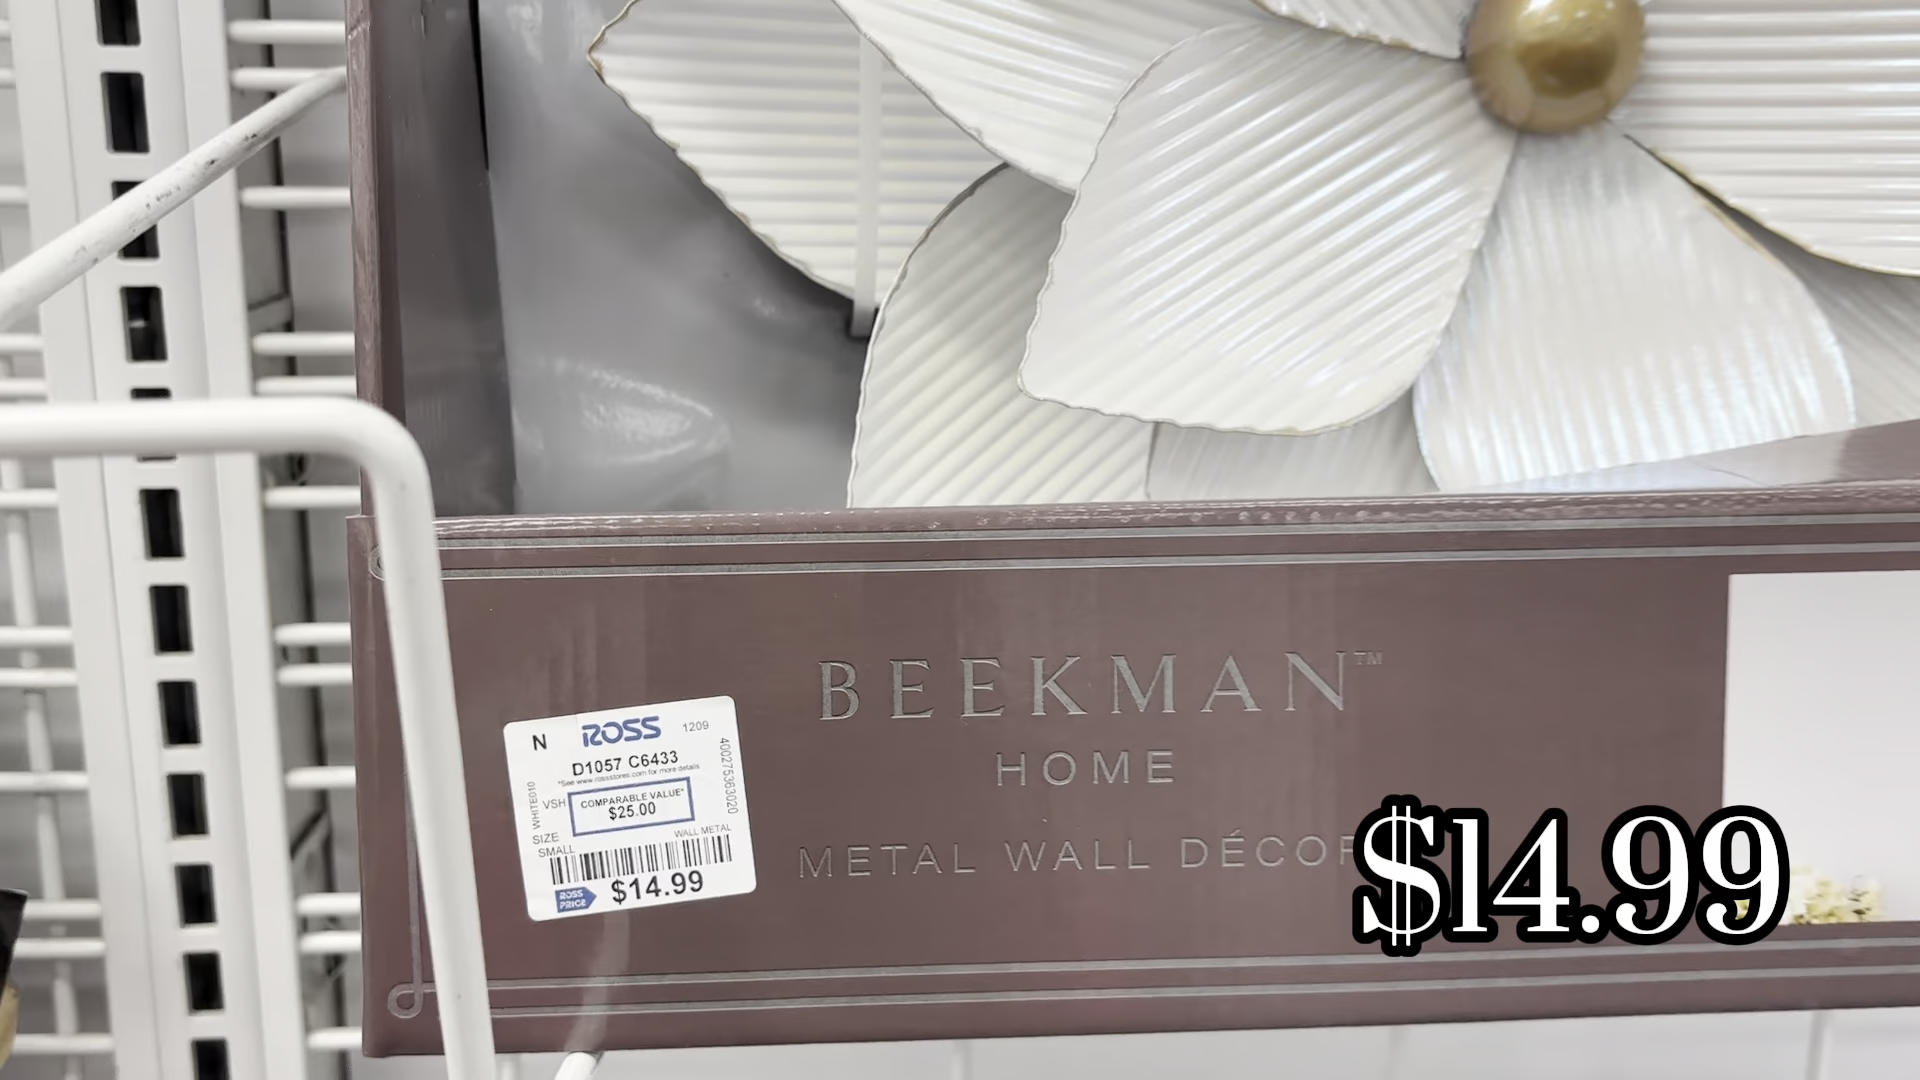 BEEKMAN™
HOME
METAL WALL DÉCOR
N ROSS 1209
D1057 C6433
*See www.rossstores.com for more details
VSH COMPARABLE VALUE*
$25.00
WHITE010
400275363020
SIZE WALL METAL
SMALL
ROSS PRICE $14.99
$14.99